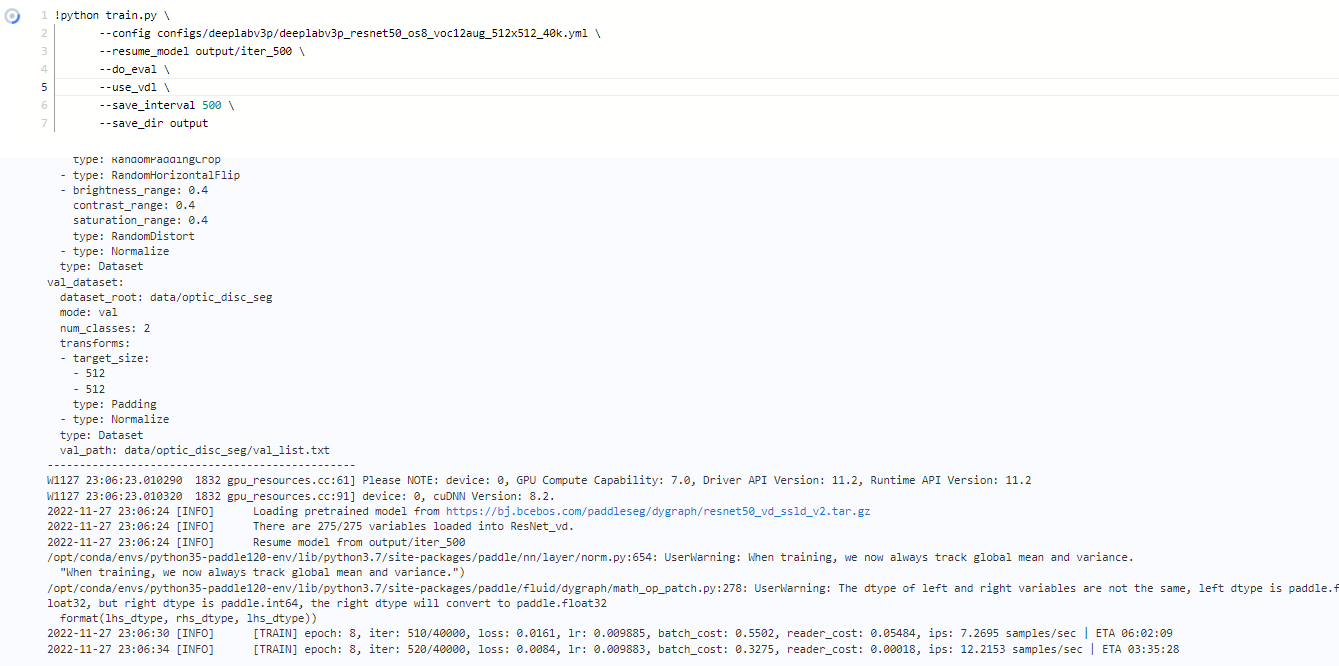 1 !python train.py \
2 --config configs/deeplabv3p/deeplabv3p_resnet50_os8_voc12aug_512x512_40k.yml \
3 --resume_model output/iter_500 \
4 --do_eval \
5 --use_vdl \
6 --save_interval 500 \
7 --save_dir output
type: RandomPaddingCrop
- type: RandomHorizontalFlip
- brightness_range: 0.4
contrast_range: 0.4
saturation_range: 0.4
type: RandomDistort
- type: Normalize
type: Dataset
val_dataset:
dataset_root: data/optic_disc_seg
mode: val
num_classes: 2
transforms:
- target_size:
- 512
- 512
type: Padding
- type: Normalize
type: Dataset
val_path: data/optic_disc_seg/val_list.txt
------------------------------------------------
W1127 23:06:23.010290  1832 gpu_resources.cc:61] Please NOTE: device: 0, GPU Compute Capability: 7.0, Driver API Version: 11.2, Runtime API Version: 11.2
W1127 23:06:23.010320  1832 gpu_resources.cc:91] device: 0, cuDNN Version: 8.2.
2022-11-27 23:06:24 [INFO]	Loading pretrained model from https://bj.bcebos.com/paddleseg/dygraph/resnet50_vd_ssld_v2.tar.gz
2022-11-27 23:06:24 [INFO]	There are 275/275 variables loaded into ResNet_vd.
2022-11-27 23:06:24 [INFO]	Resume model from output/iter_500
/opt/conda/envs/python35-paddle120-env/lib/python3.7/site-packages/paddle/nn/layer/norm.py:654: UserWarning: When training, we now always track global mean and variance.
"When training, we now always track global mean and variance.")
/opt/conda/envs/python35-paddle120-env/lib/python3.7/site-packages/paddle/fluid/dygraph/math_op_patch.py:278: UserWarning: The dtype of left and right variables are not the same, left dtype is paddle.f
loat32, but right dtype is paddle.int64, the right dtype will convert to paddle.float32
format(lhs_dtype, rhs_dtype, lhs_dtype))
2022-11-27 23:06:30 [INFO]	[TRAIN] epoch: 8, iter: 510/40000, loss: 0.0161, lr: 0.009885, batch_cost: 0.5502, reader_cost: 0.05484, ips: 7.2695 samples/sec | ETA 06:02:09
2022-11-27 23:06:34 [INFO]	[TRAIN] epoch: 8, iter: 520/40000, loss: 0.0084, lr: 0.009883, batch_cost: 0.3275, reader_cost: 0.00018, ips: 12.2153 samples/sec | ETA 03:35:28